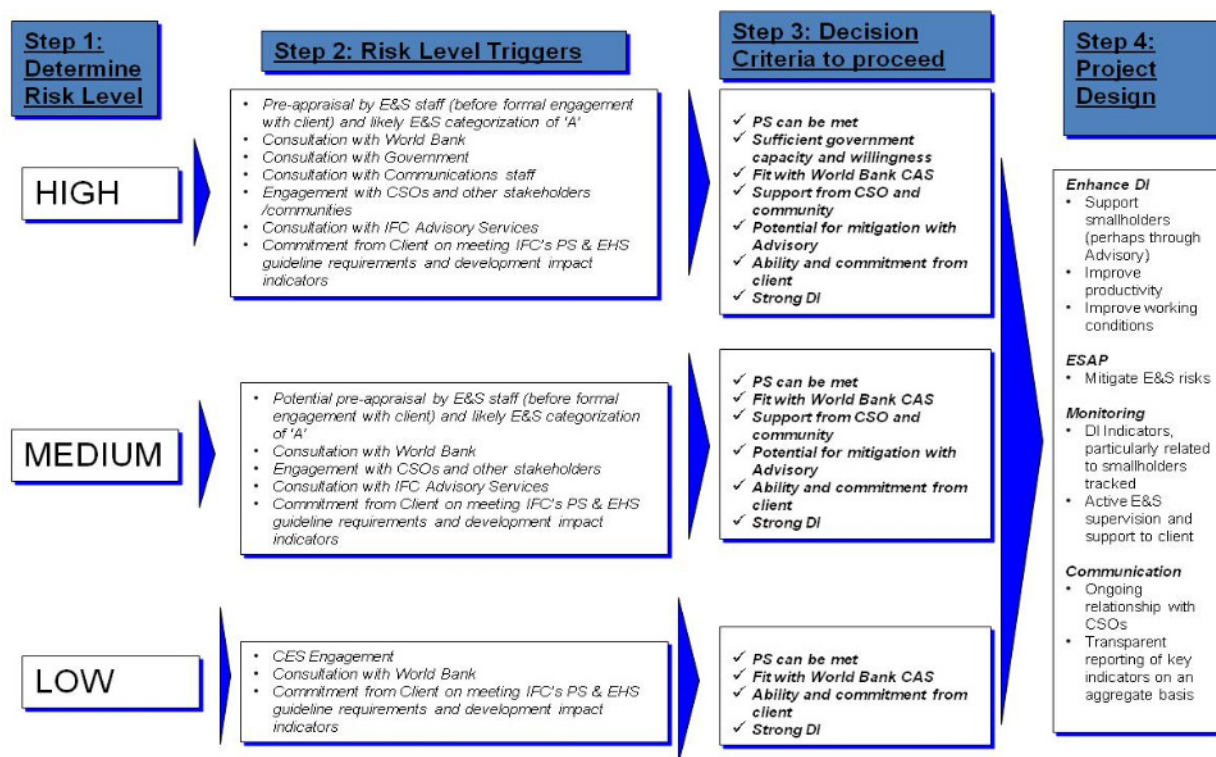 Step 1:
Determine
Risk Level
Step 2: Risk Level Triggers
Step 3: Decision
Criteria to proceed
Step 4:
Project
Design
HIGH
• Pre-appraisal by E&S staff (before formal engagement
with client) and likely E&S categorization of 'A'
• Consultation with World Bank
• Consultation with Government
• Consultation with Communications staff
• Engagement with CSOs and other stakeholders
/communities
• Consultation with IFC Advisory Services
• Commitment from Client on meeting IFC's PS & EHS
guideline requirements and development impact
indicators
✓ PS can be met
✓ Sufficient government
capacity and willingness
✓ Fit with World Bank CAS
✓ Support from CSO and
community
✓ Potential for mitigation with
Advisory
✓ Ability and commitment from
client
✓ Strong DI
MEDIUM
• Potential pre-appraisal by E&S staff (before formal
engagement with client) and likely E&S categorization
of 'A'
• Consultation with World Bank
• Engagement with CSOs and other stakeholders
• Consultation with IFC Advisory Services
• Commitment from Client on meeting IFC's PS & EHS
guideline requirements and development impact
indicators
✓ PS can be met
✓ Fit with World Bank CAS
✓ Support from CSO and
community
✓ Potential for mitigation with
Advisory
✓ Ability and commitment from
client
✓ Strong DI
LOW
• CES Engagement
• Consultation with World Bank
• Commitment from Client on meeting IFC's PS & EHS
guideline requirements and development impact
indicators
✓ PS can be met
✓ Fit with World Bank CAS
✓ Ability and commitment from
client
✓ Strong DI
Enhance DI
• Support
smallholders
(perhaps through
Advisory)
• Improve
productivity
• Improve working
conditions
ESAP
• Mitigate E&S risks
Monitoring
• DI Indicators,
particularly related
to smallholders
tracked
• Active E&S
supervision and
support to client
Communication
• Ongoing
relationship with
CSOs
• Transparent
reporting of key
indicators on an
aggregate basis